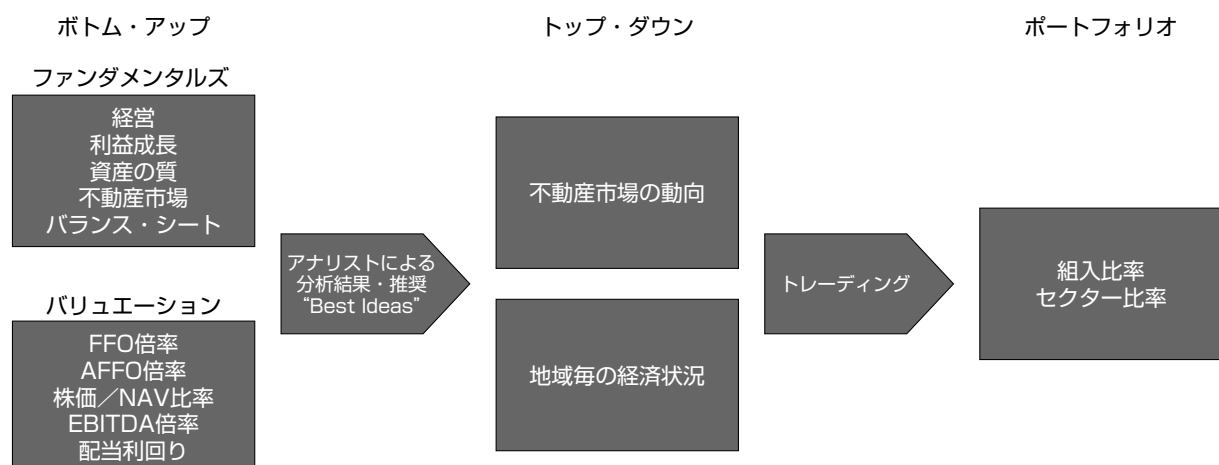 ボトム・アップ
トップ・ダウン
ポートフォリオ
ファンダメンタルズ
経営
利益成長
資産の質
不動産市場
バランス・シート
バリュエーション
FFO倍率
AFFO倍率
株価／NAV比率
EBITDA倍率
配当利回り
アナリストによる
分析結果・推奨
“Best Ideas”
不動産市場の動向
地域毎の経済状況
トレーディング
組入比率
セクター比率